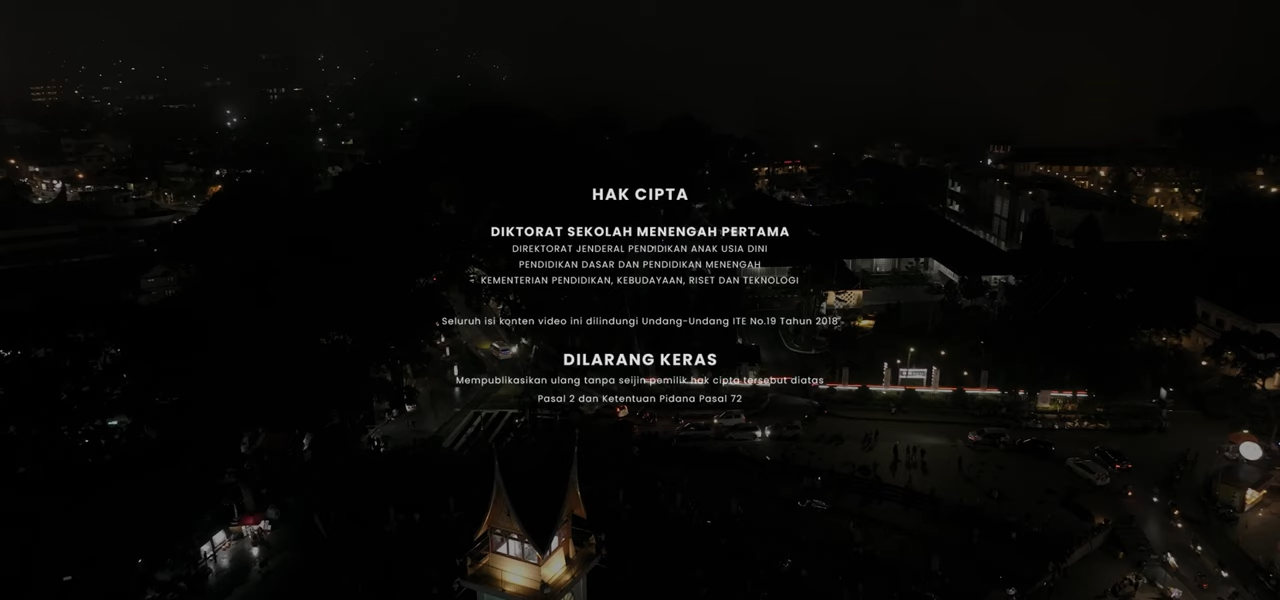 HAK CIPTA
DIKTORAT SEKOLAH MENENGAH PERTAMA
DIREKTORAT JENDERAL PENDIDIKAN ANAK USIA DINI
PENDIDIKAN DASAR DAN PENDIDIKAN MENENGAH
KEMENTERIAN PENDIDIKAN, KEBUDAYAAN, RISET DAN TEKNOLOGI
Seluruh isi konten video ini dilindungi Undang-Undang ITE No.19 Tahun 2018
DILARANG KERAS
Mempublikasikan ulang tanpa seijin pemilik hak cipta tersebut diatas
Pasal 2 dan Ketentuan Pidana Pasal 72